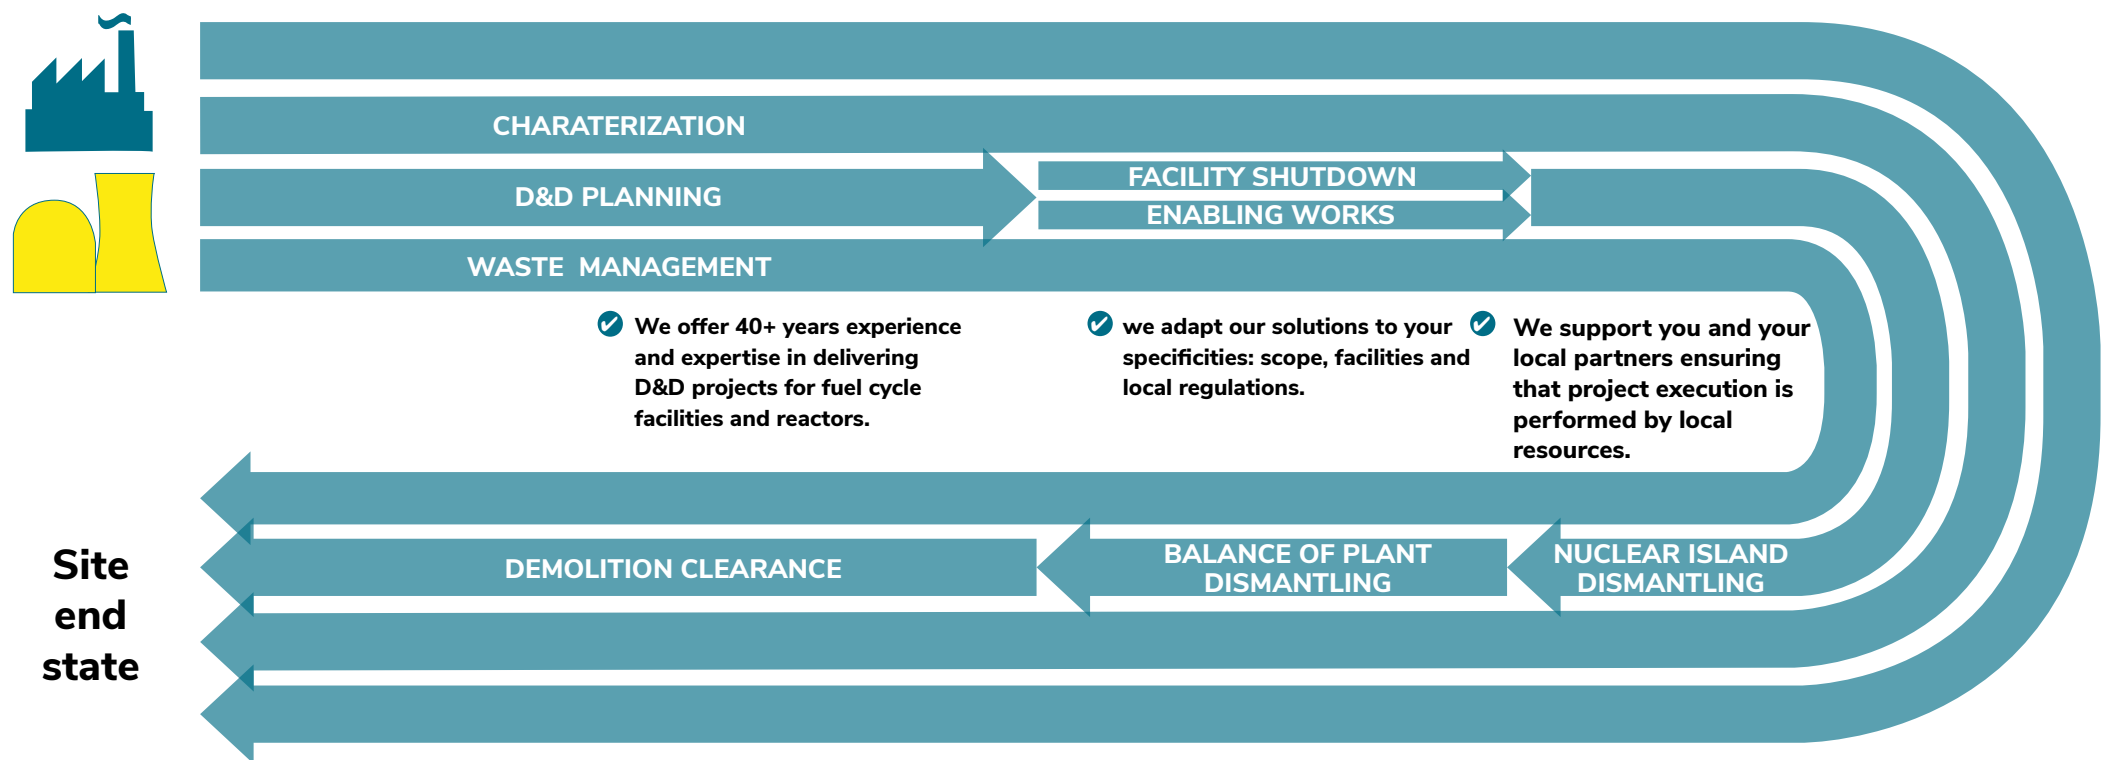 CHARATERIZATION
D&D PLANNING
FACILITY SHUTDOWN
ENABLING WORKS
WASTE MANAGEMENT
We offer 40+ years experience
and expertise in delivering
D&D projects for fuel cycle
facilities and reactors.
we adapt our solutions to your
specificities: scope, facilities and
local regulations.
We support you and your
local partners ensuring
that project execution is
performed by local
resources.
Site
end
state
DEMOLITION CLEARANCE
BALANCE OF PLANT
DISMANTLING
NUCLEAR ISLAND
DISMANTLING